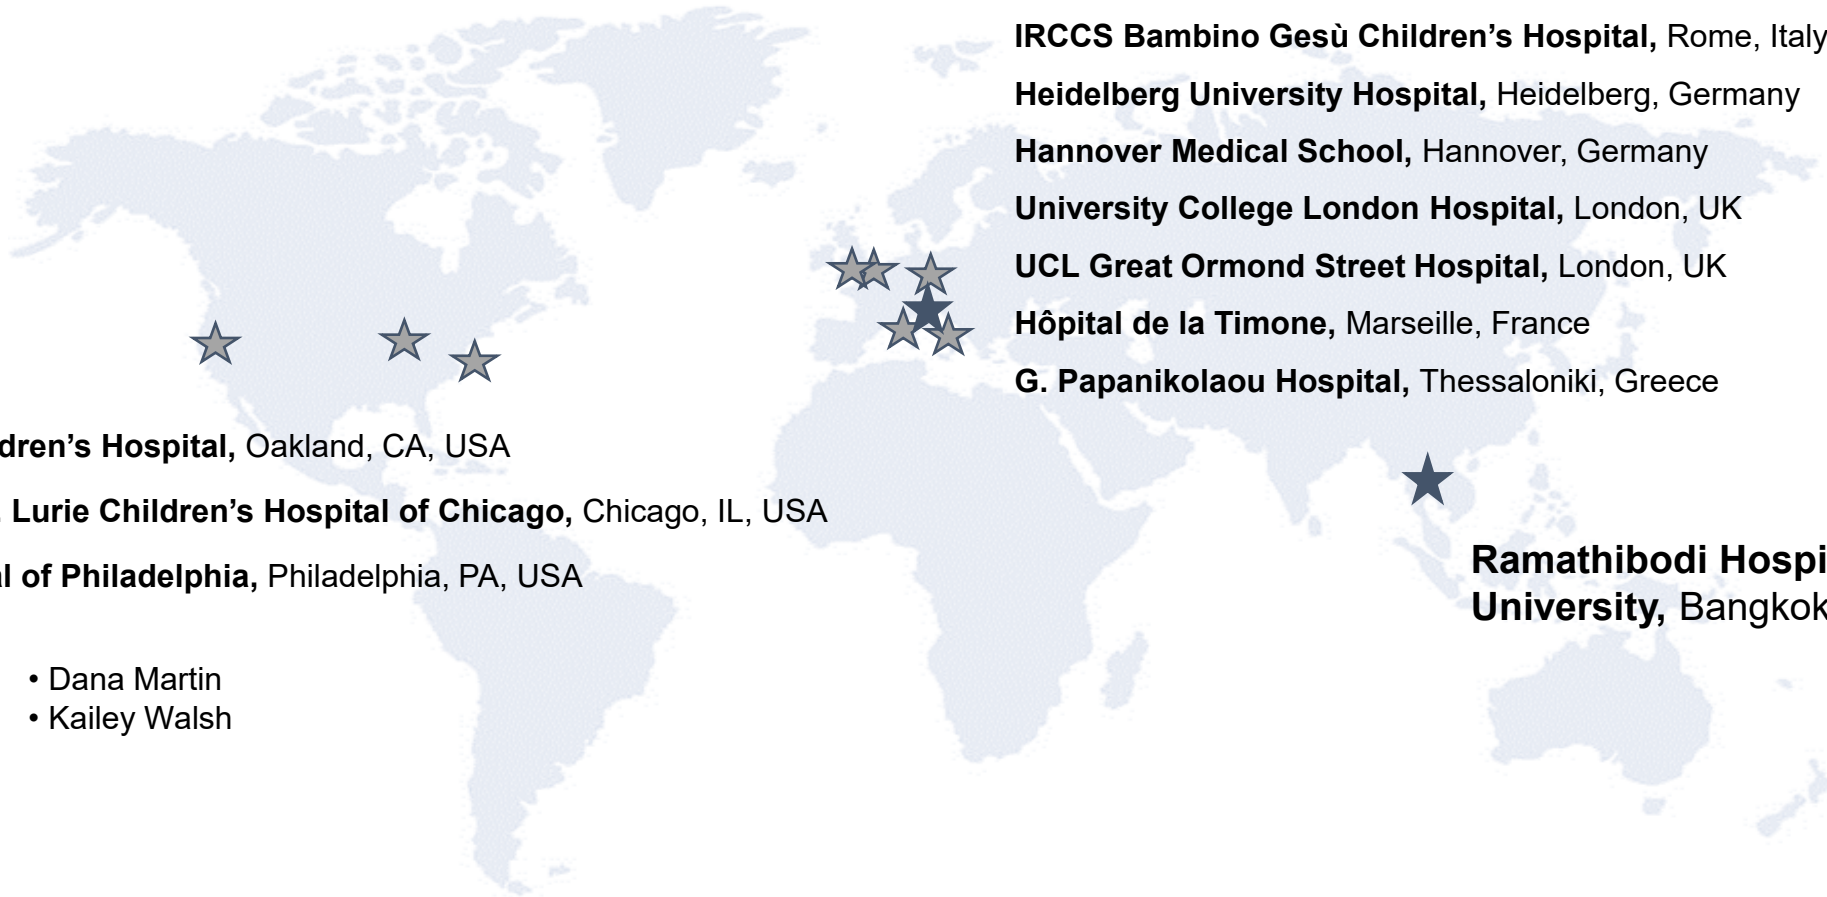 IRCCS Bambino Gesù Children’s Hospital, Rome, Italy
Heidelberg University Hospital, Heidelberg, Germany
Hannover Medical School, Hannover, Germany
University College London Hospital, London, UK
UCL Great Ormond Street Hospital, London, UK
Hôpital de la Timone, Marseille, France
G. Papanikolaou Hospital, Thessaloniki, Greece
dren’s Hospital, Oakland, CA, USA
. Lurie Children’s Hospital of Chicago, Chicago, IL, USA
al of Philadelphia, Philadelphia, PA, USA
Ramathibodi Hospi
University, Bangkok
• Dana Martin
• Kailey Walsh